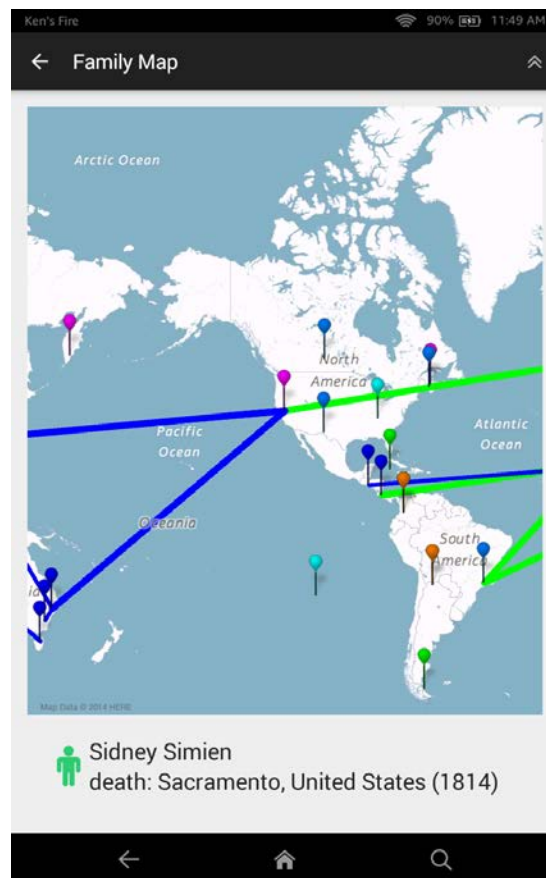 Ken's Fire 90% 11:49 AM
Family Map
Arctic Ocean
North
America
Pacific
Ocean
Atlantic
Ocean
Oceania
South
America
Map Data © 2014 HERE
Sidney Simien
death: Sacramento, United States (1814)